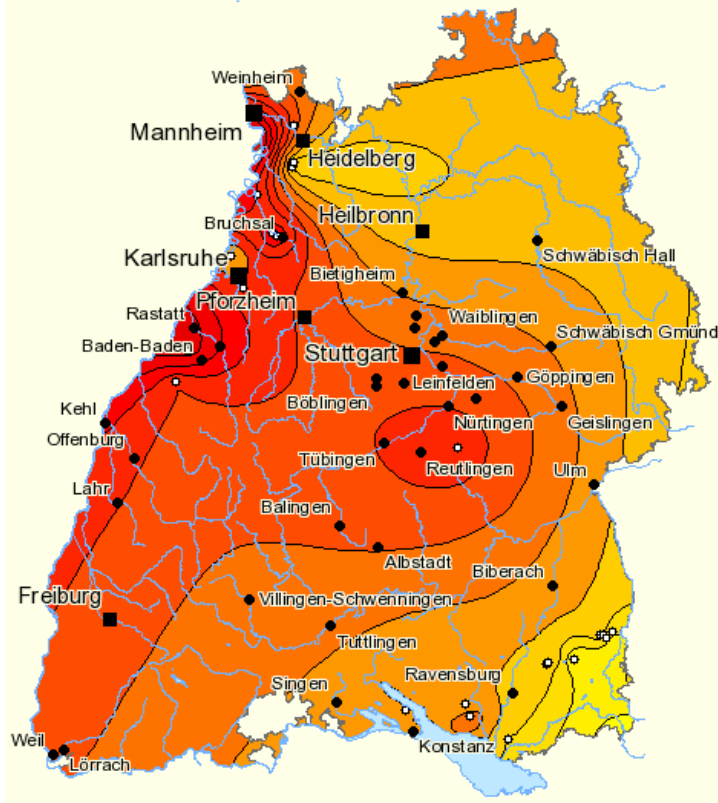 Weinheim
Mannheim
Heidelberg
Heilbronn
Bruchsal
Schwäbisch Hall
Karlsruhe
Bietigheim
Pforzheim
Rastatt
Waiblingen
Schwäbisch Gmünd
Baden-Baden
Stuttgart
Göppingen
Leinfelden
Böblingen
Kehl
Nürtingen
Geislingen
Offenburg
Tübingen
Reutlingen
Ulm
Lahr
Balingen
Albstadt
Biberach
Freiburg
Villingen-Schwenningen
Tuttlingen
Ravensburg
Singen
Weil
Konstanz
Lörrach